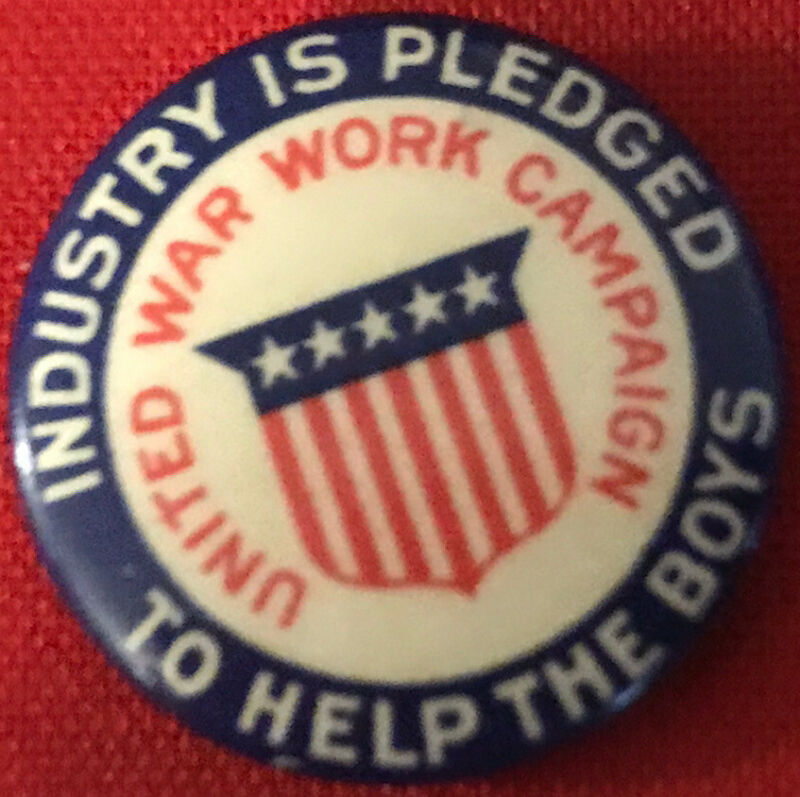 INDUSTRY IS PLEDGED
TO HELP THE BOYS
UNITED WAR WORK CAMPAIGN